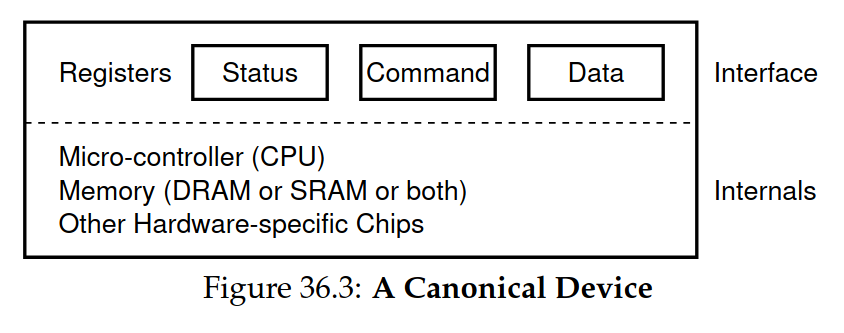 Registers Status Command Data Interface
Micro-controller (CPU)
Memory (DRAM or SRAM or both) Internals
Other Hardware-specific Chips
Figure 36.3: A Canonical Device